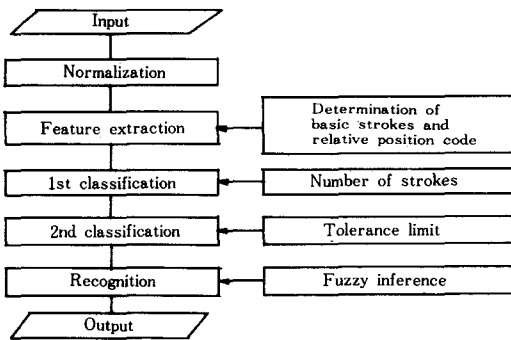 Input
Normalization
Feature extraction
Determination of
basic strokes and
relative position code
1st classification
Number of strokes
2nd classification
Tolerance limit
Recognition
Fuzzy inference
Output